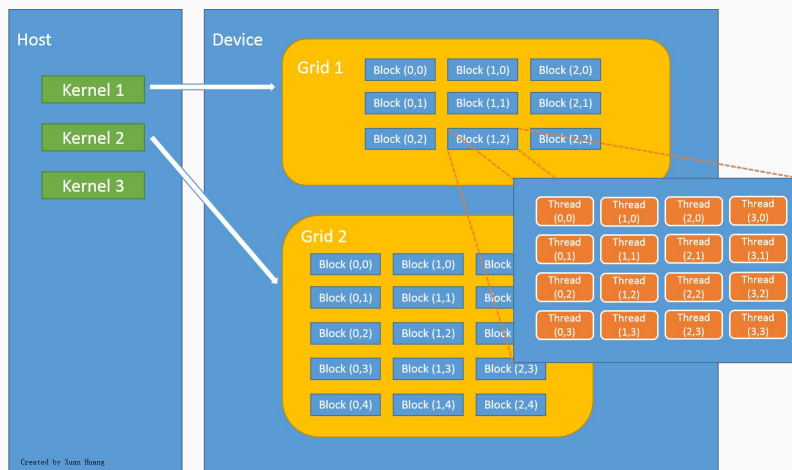 Host
Kernel 1
Kernel 2
Kernel 3
Created by Xuan Huang
Device
Grid 1
Block (0,0)
Block (1,0)
Block (2,0)
Block (0,1)
Block (1,1)
Block (2,1)
Block (0,2)
Block (1,2)
Block (2,2)
Thread
(0,0)
Thread
(1,0)
Thread
(2,0)
Thread
(3,0)
Thread
(0,1)
Thread
(1,1)
Thread
(2,1)
Thread
(3,1)
Thread
(0,2)
Thread
(1,2)
Thread
(2,2)
Thread
(3,2)
Thread
(0,3)
Thread
(1,3)
Thread
(2,3)
Thread
(3,3)
Grid 2
Block (0,0)
Block (1,0)
Block
Block (0,1)
Block (1,1)
Block
Block (0,2)
Block (1,2)
Block
Block (0,3)
Block (1,3)
Block (2,3)
Block (0,4)
Block (1,4)
Block (2,4)